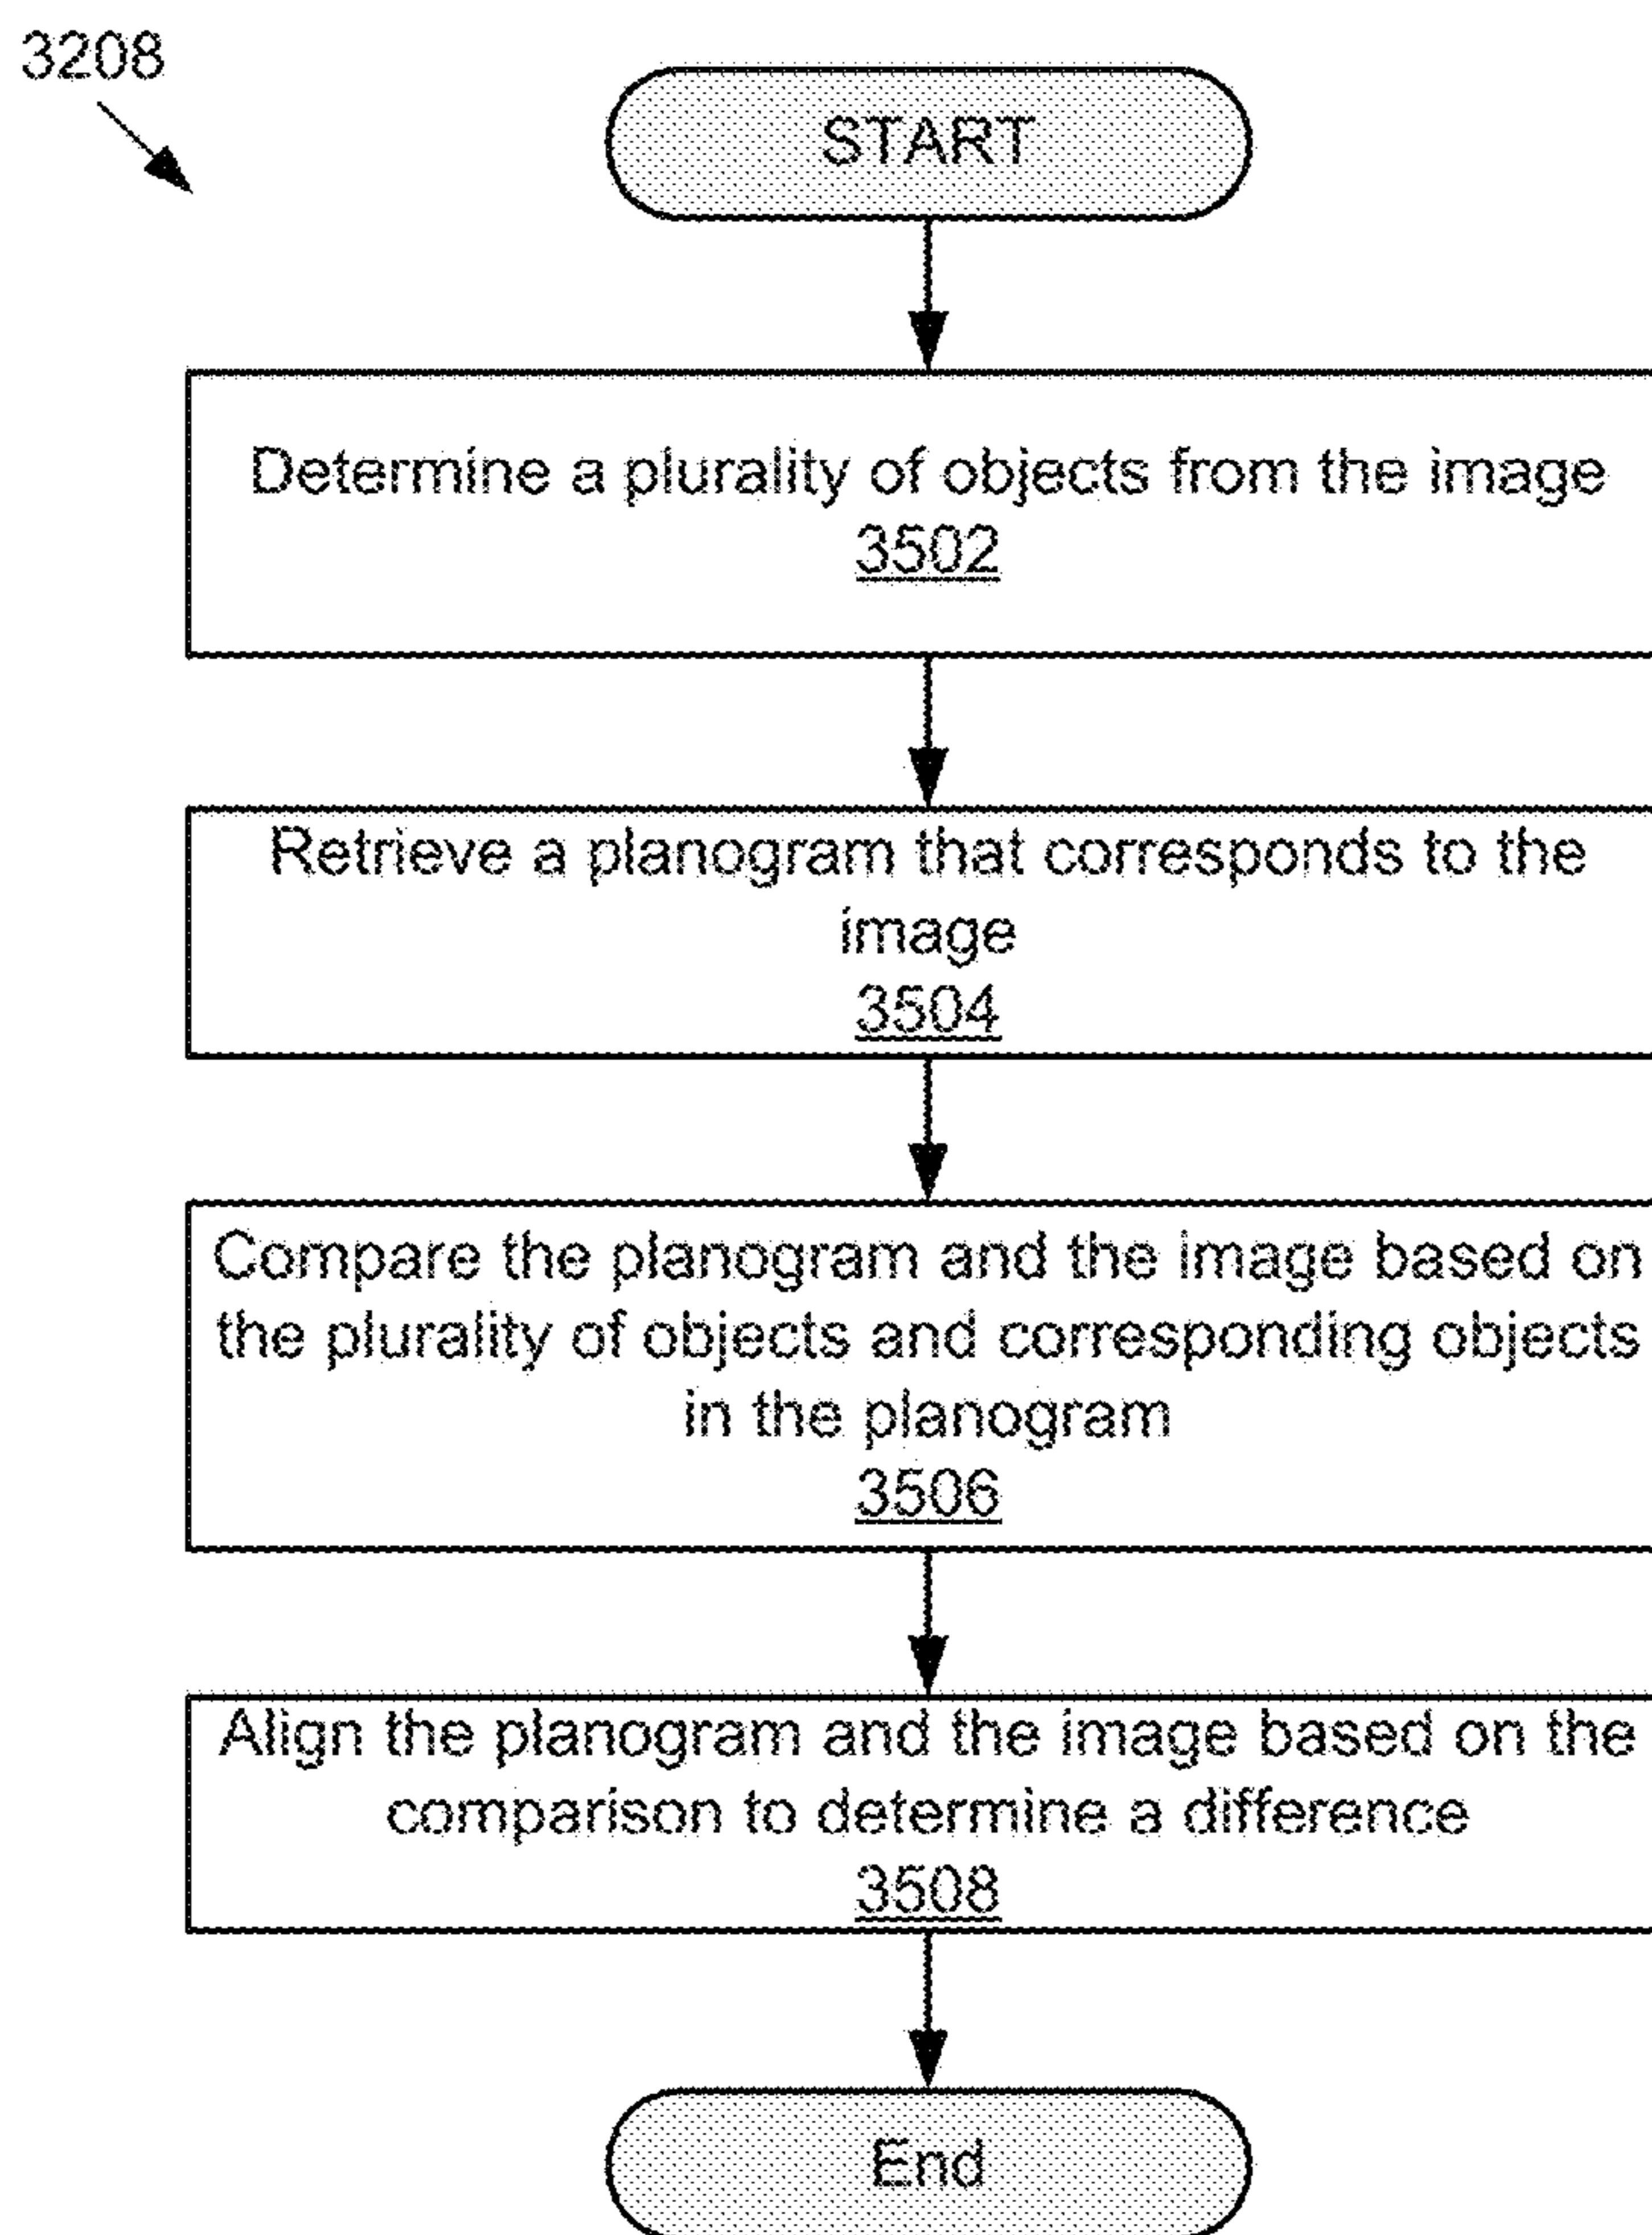 3208
START
Determine a plurality of objects from the image
3502
Retrieve a planogram that corresponds to the
image
3504
Compare the planogram and the image based on
the plurality of objects and corresponding objects
in the planogram
3506
Align the planogram and the image based on the
comparison to determine a difference
3508
End